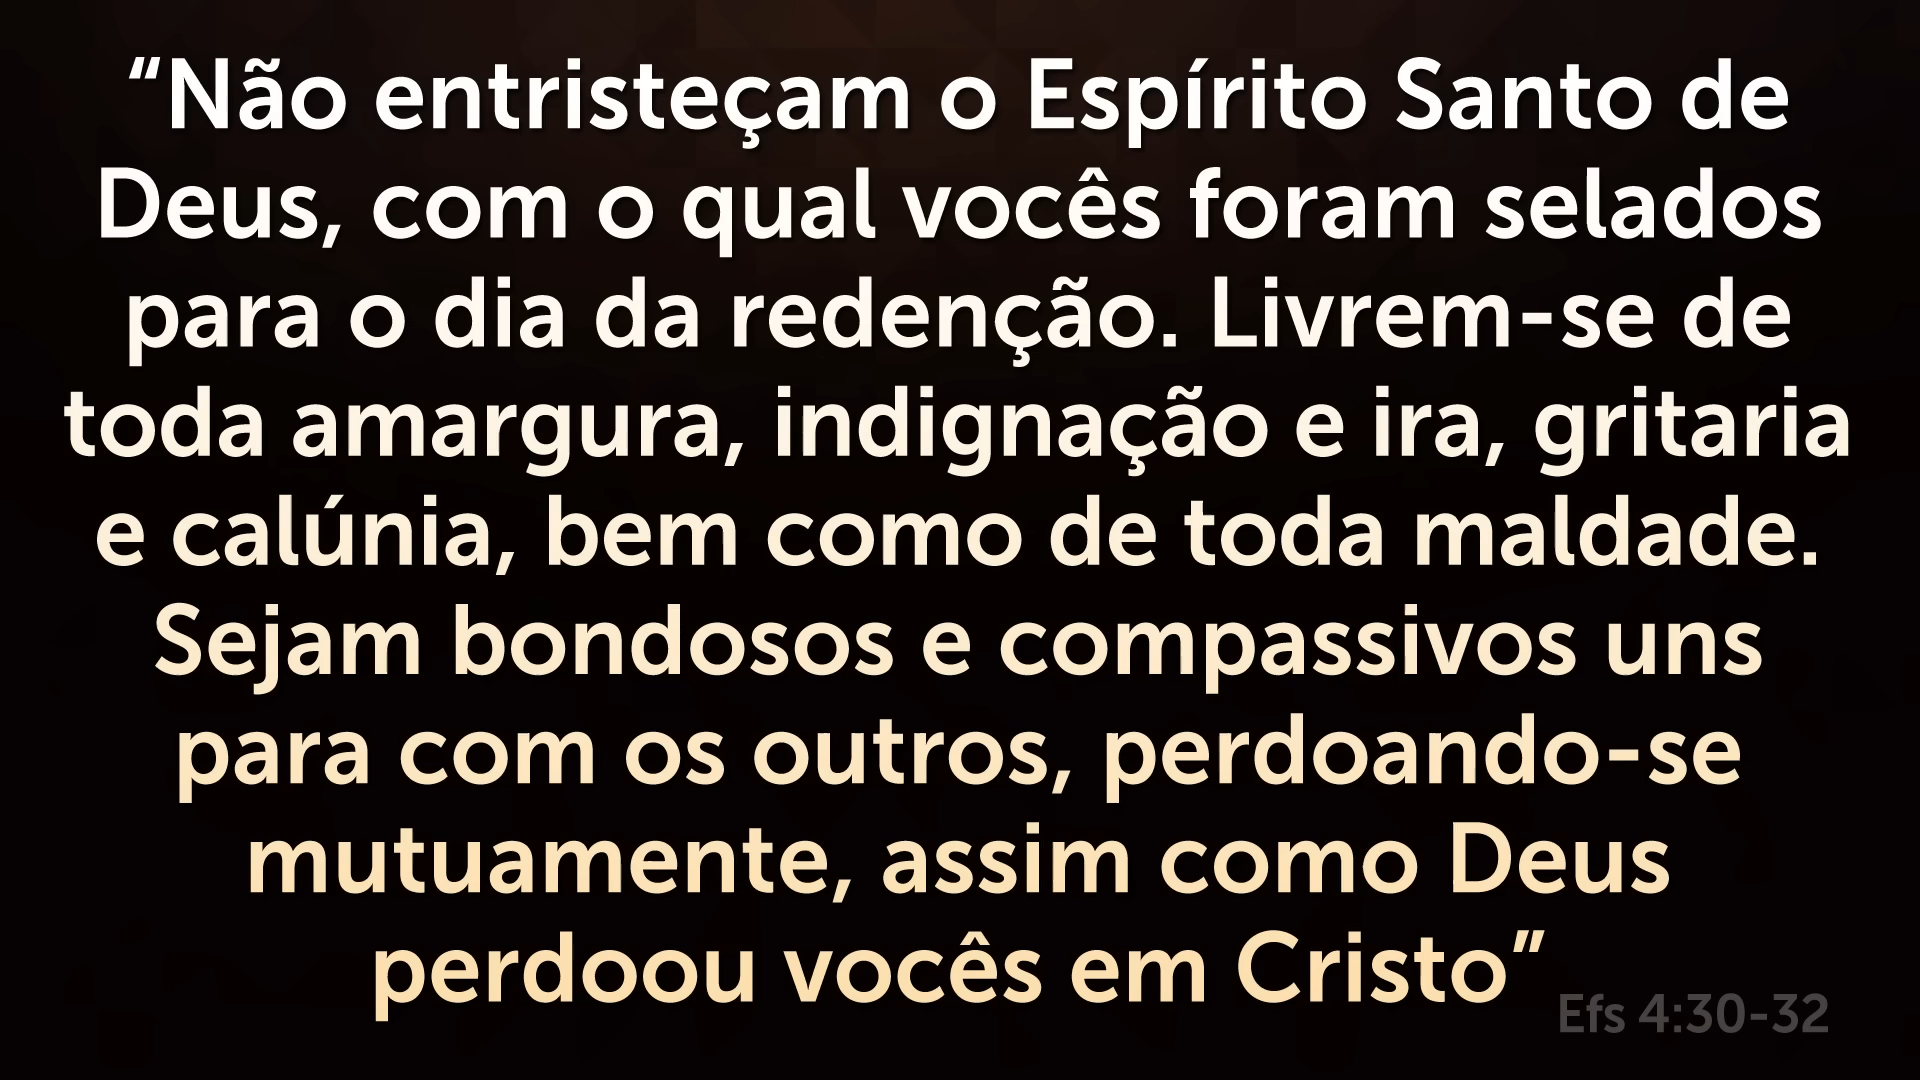 “Não entristeçam o Espírito Santo de
Deus, com o qual vocês foram selados
para o dia da redenção. Livrem-se de
toda amargura, indignação e ira, gritaria
e calúnia, bem como de toda maldade.
Sejam bondosos e compassivos uns
para com os outros, perdoando-se
mutuamente, assim como Deus
perdoou vocês em Cristo”
Efs 4:30-32